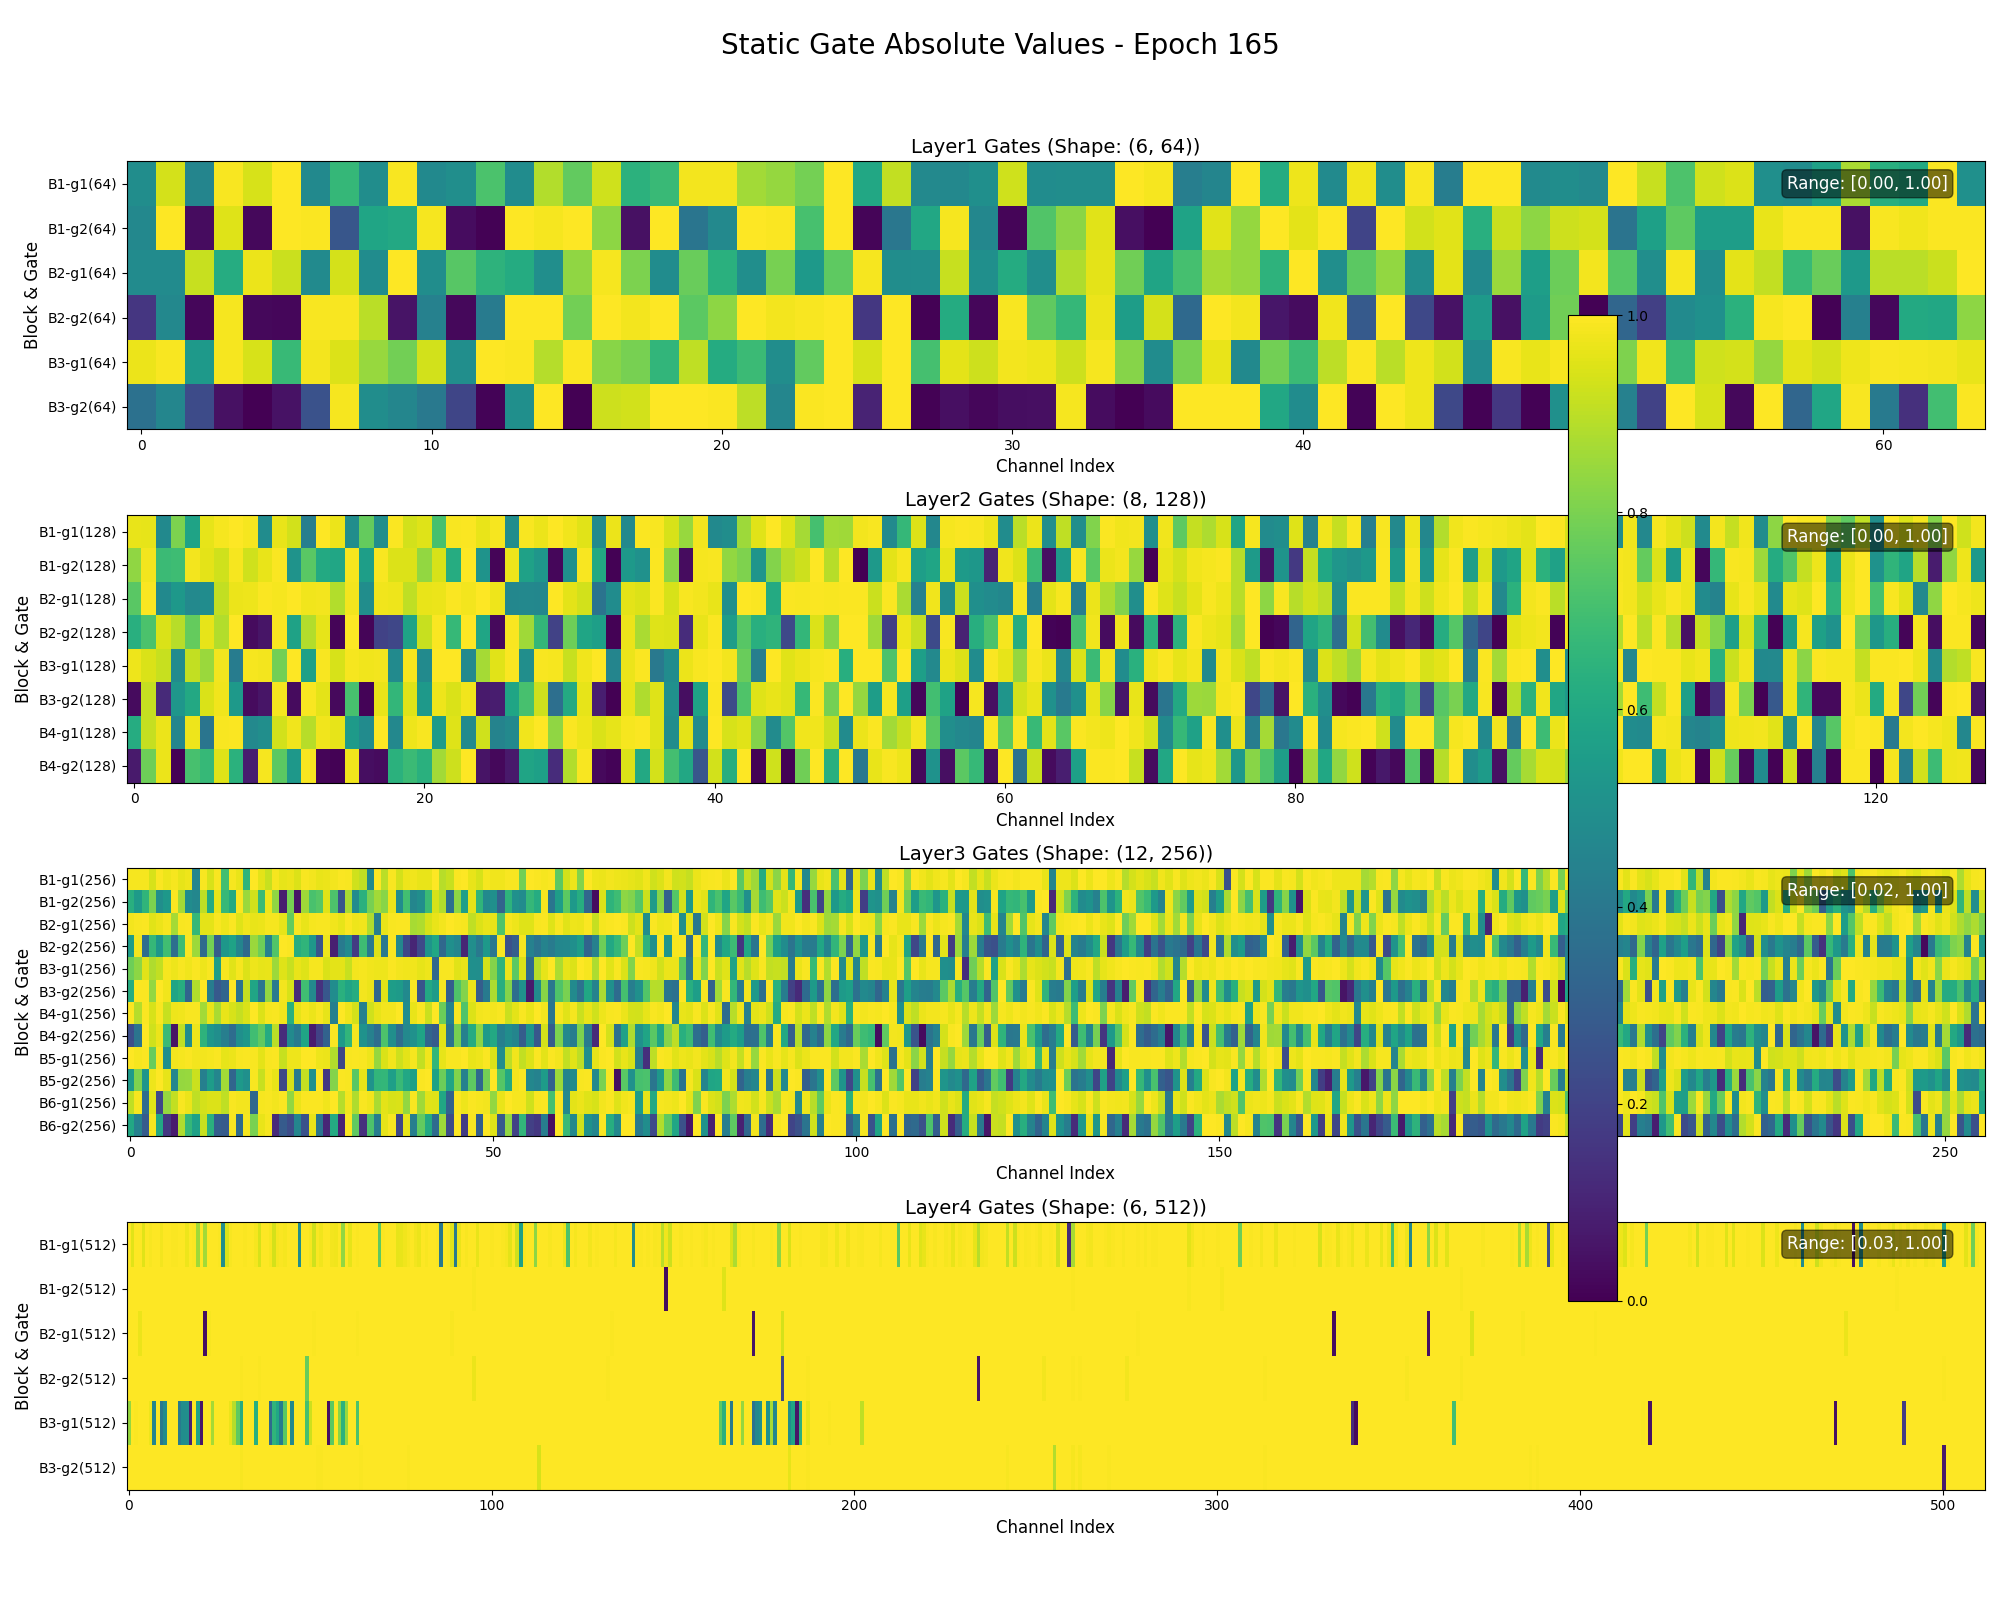 Static Gate Absolute Values - Epoch 165
Layer1 Gates (Shape: (6, 64))
Block & Gate
B1-g1(64)
B1-g2(64)
B2-g1(64)
B2-g2(64)
B3-g1(64)
B3-g2(64)
Range: [0.00, 1.00]
0 10 20 30 40 60
Channel Index
Layer2 Gates (Shape: (8, 128))
Block & Gate
B1-g1(128)
B1-g2(128)
B2-g1(128)
B2-g2(128)
B3-g1(128)
B3-g2(128)
B4-g1(128)
B4-g2(128)
Range: [0.00, 1.00]
0 20 40 60 80 120
Channel Index
Layer3 Gates (Shape: (12, 256))
Block & Gate
B1-g1(256)
B1-g2(256)
B2-g1(256)
B2-g2(256)
B3-g1(256)
B3-g2(256)
B4-g1(256)
B4-g2(256)
B5-g1(256)
B5-g2(256)
B6-g1(256)
B6-g2(256)
Range: [0.02, 1.00]
0 50 100 150 250
Channel Index
Layer4 Gates (Shape: (6, 512))
Block & Gate
B1-g1(512)
B1-g2(512)
B2-g1(512)
B2-g2(512)
B3-g1(512)
B3-g2(512)
Range: [0.03, 1.00]
0 100 200 300 400 500
Channel Index
1.0
0.8
0.6
0.4
0.2
0.0